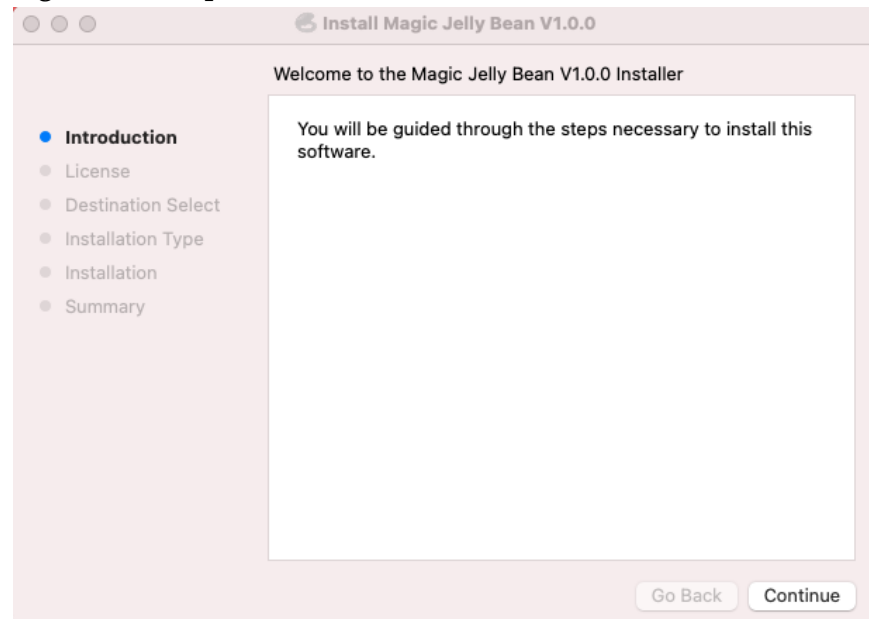 Install Magic Jelly Bean V1.0.0
Welcome to the Magic Jelly Bean V1.0.0 Installer
Introduction
License
Destination Select
Installation Type
Installation
Summary
You will be guided through the steps necessary to install this
software.
Go Back
Continue